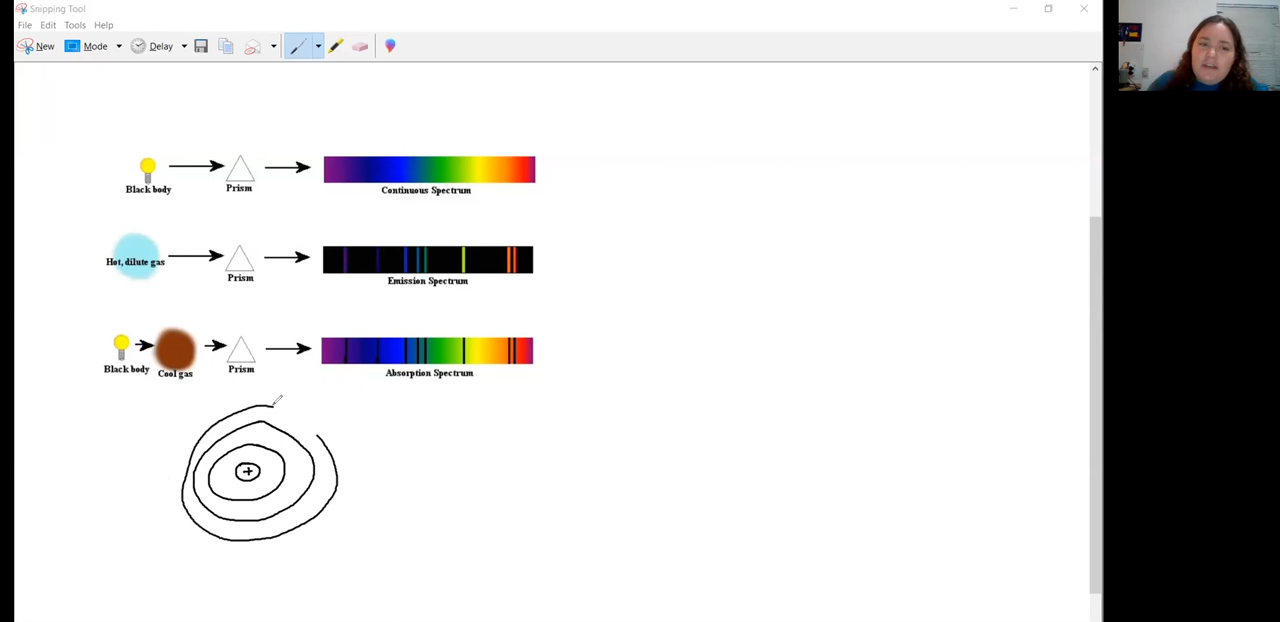 Snipping Tool
File Edit Tools Help
New Mode Delay
Black body Prism Continuous Spectrum
Hot, dilute gas Prism Emission Spectrum
Black body Cool gas Prism Absorption Spectrum
+